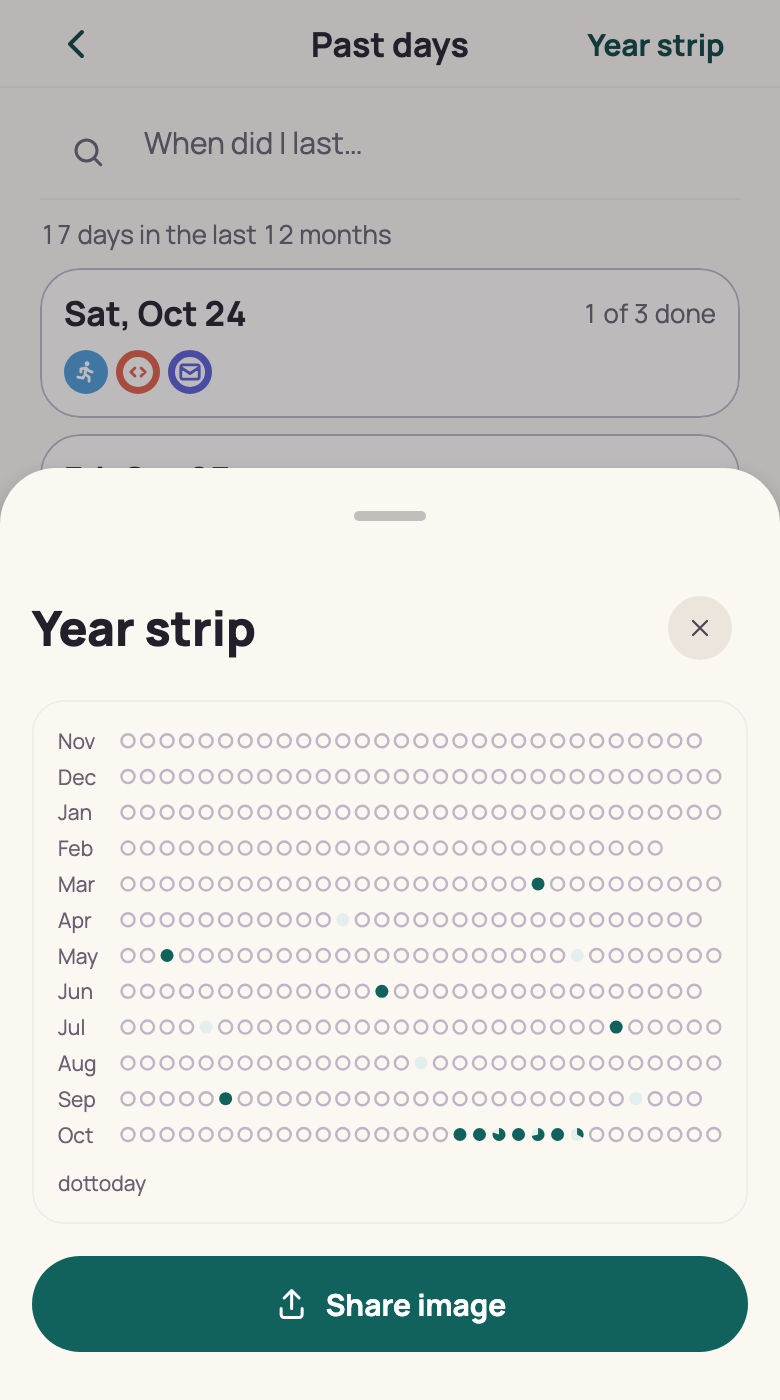 Past days
Year strip
When did I last...
17 days in the last 12 months
Sat, Oct 24
1 of 3 done
Year strip
Nov
Dec
Jan
Feb
Mar
Apr
May
Jun
Jul
Aug
Sep
Oct
dottoday
Share image